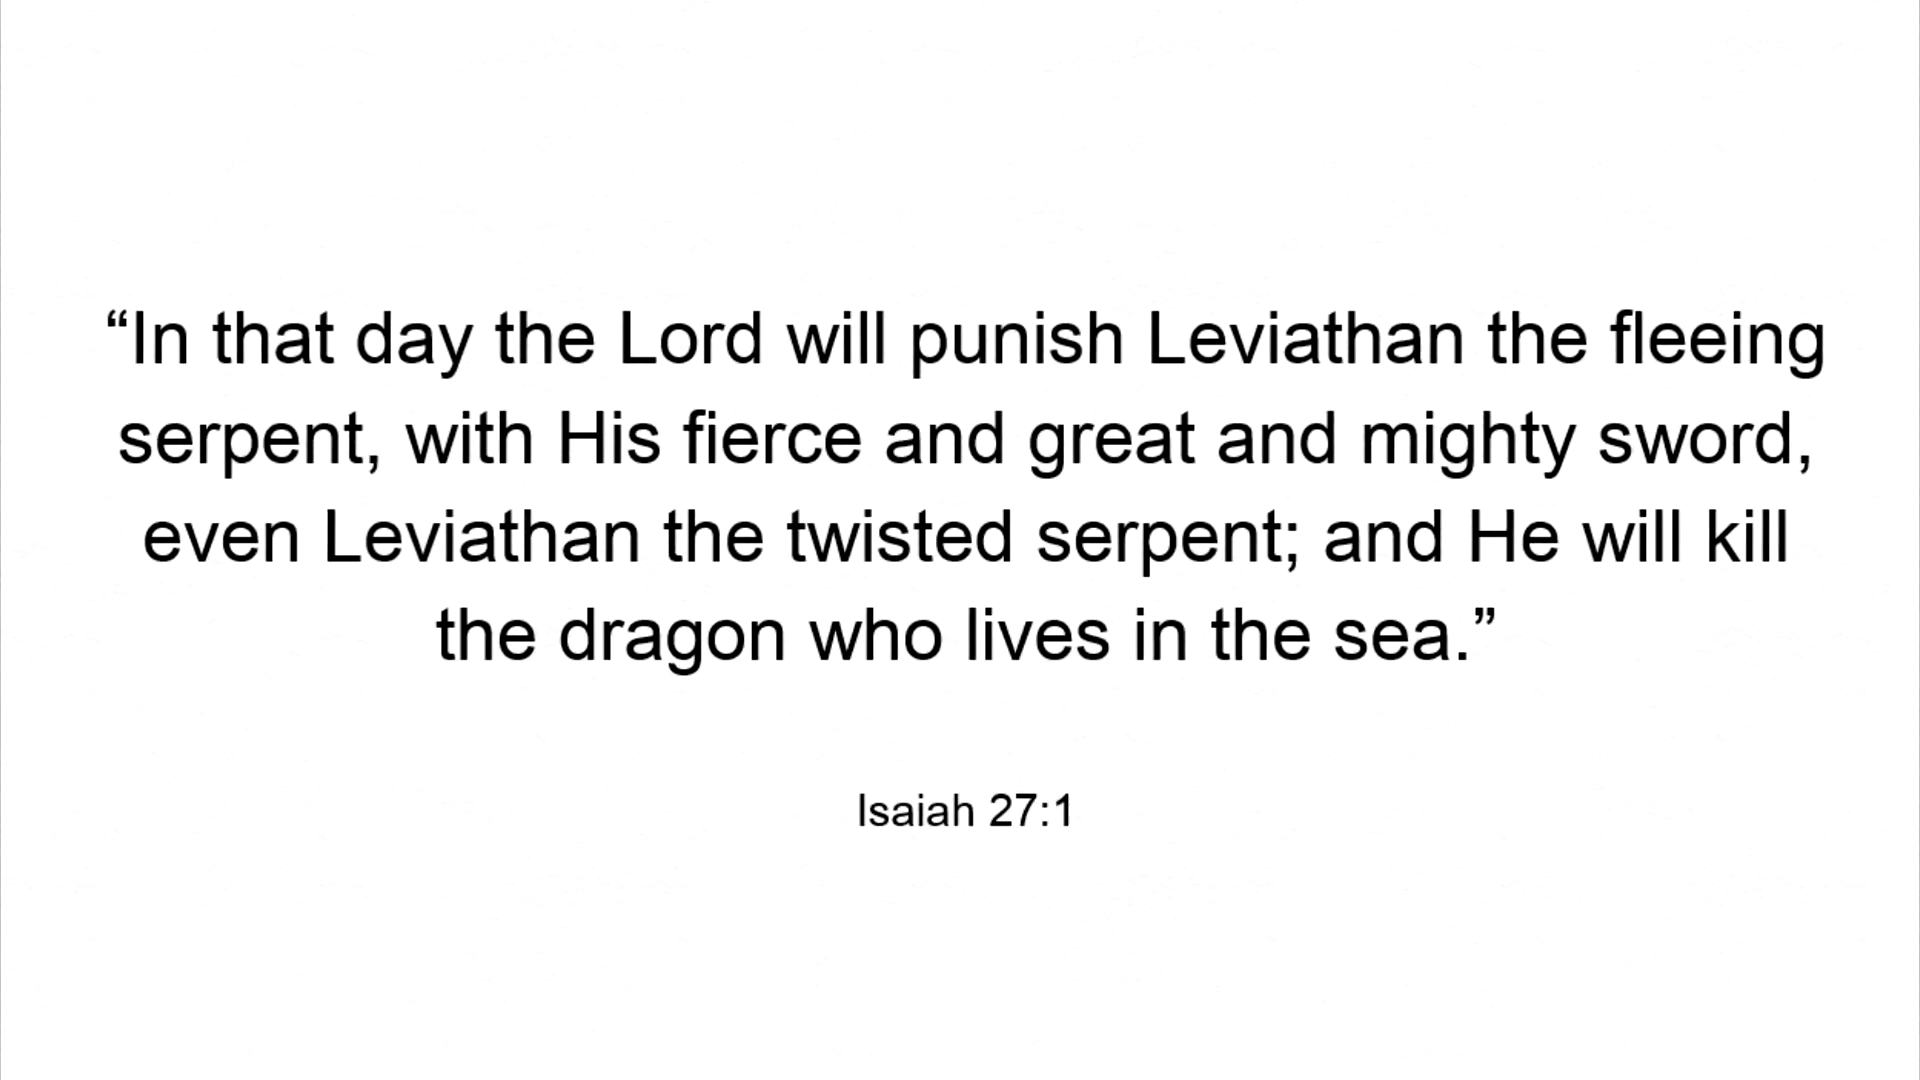 “In that day the Lord will punish Leviathan the fleeing
serpent, with His fierce and great and mighty sword,
even Leviathan the twisted serpent; and He will kill
the dragon who lives in the sea.”
Isaiah 27:1